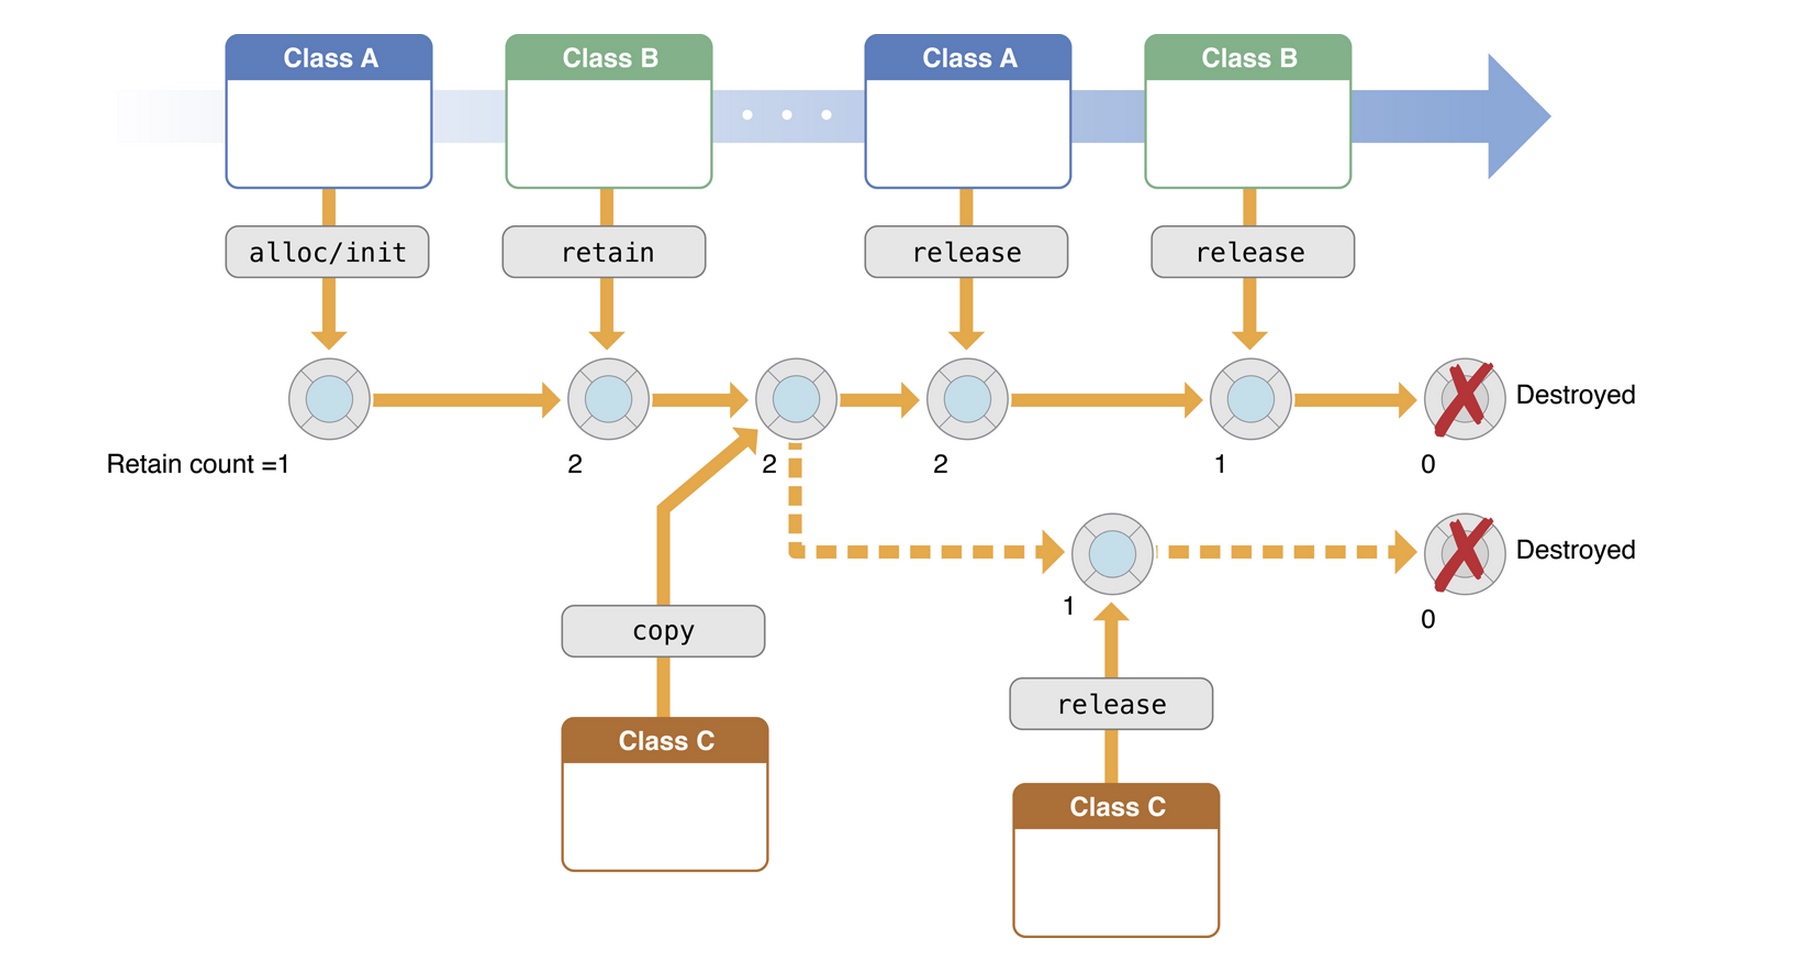 Class A
Class B
Class A
Class B
alloc/init
retain
release
release
Destroyed
Retain count =1
2
2
2
1
0
Destroyed
1
0
copy
release
Class C
Class C